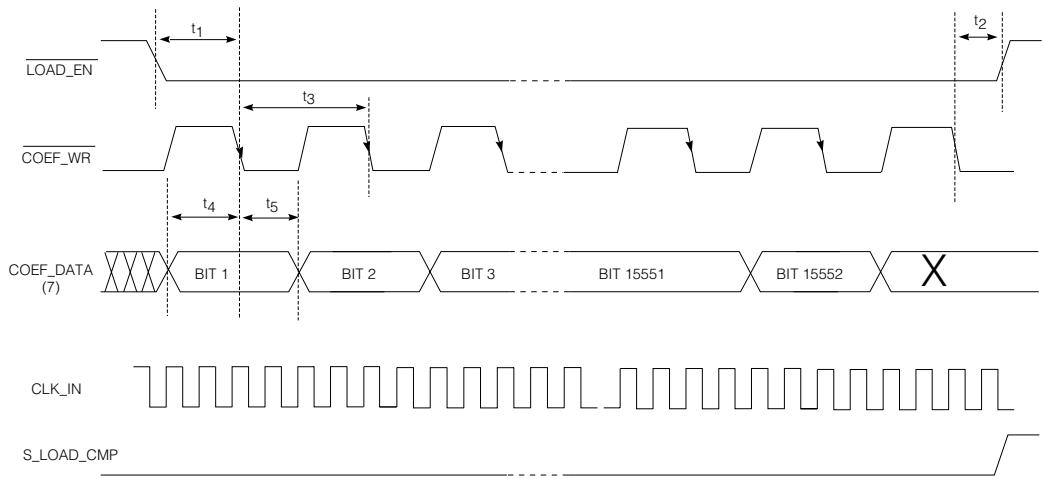 t1
t2
LOAD_EN
t3
COEF_WR
t4
t5
COEF_DATA
(7)
BIT 1
BIT 2
BIT 3
BIT 15551
BIT 15552
X
CLK_IN
S_LOAD_CMP